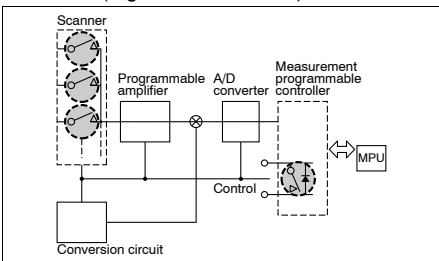 Scanner
Programmable
amplifier
A/D
converter
Measurement
programmable
controller
MPU
Control
Conversion circuit